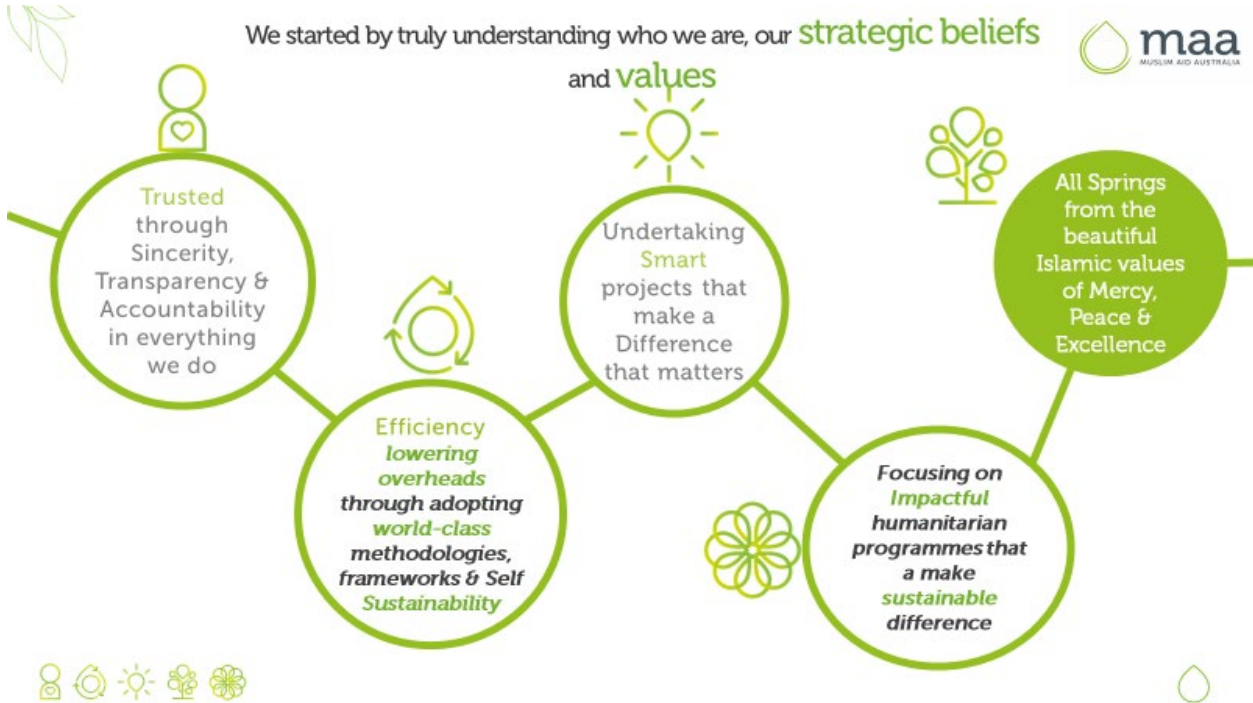 We started by truly understanding who we are, our strategic beliefs
and values
maa
MUSLIM AID AUSTRALIA
Trusted
through
Sincerity,
Transparency &
Accountability
in everything
we do
Efficiency
lowering
overheads
through adopting
world-class
methodologies,
frameworks & Self
Sustainability
Undertaking
Smart
projects that
make a
Difference
that matters
Focusing on
Impactful
humanitarian
programmes that
a make
sustainable
difference
All Springs
from the
beautiful
Islamic values
of Mercy,
Peace &
Excellence